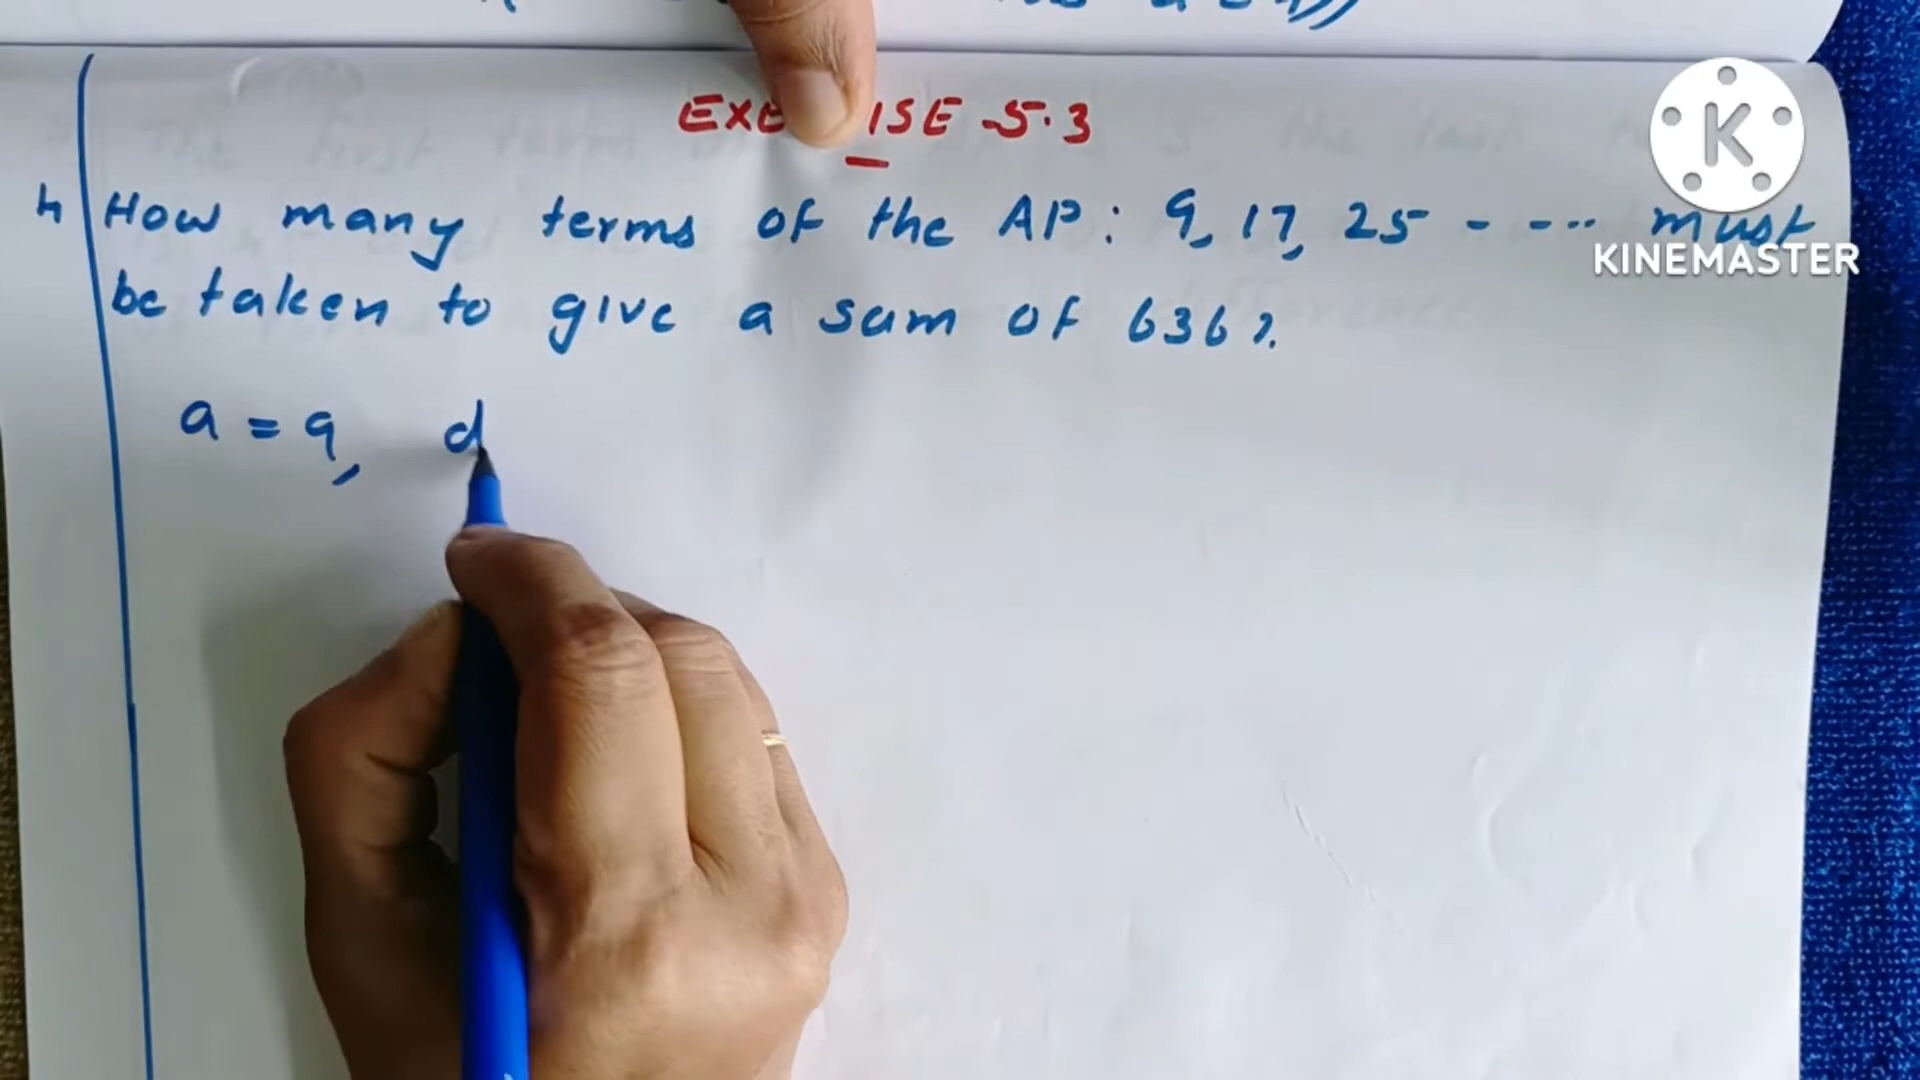 EXE ISE 5.3
4 How many terms of the AP: 9, 17, 25 - --- must
be taken to give a sum of 636?.
a = 9, d
K
KINEMASTER